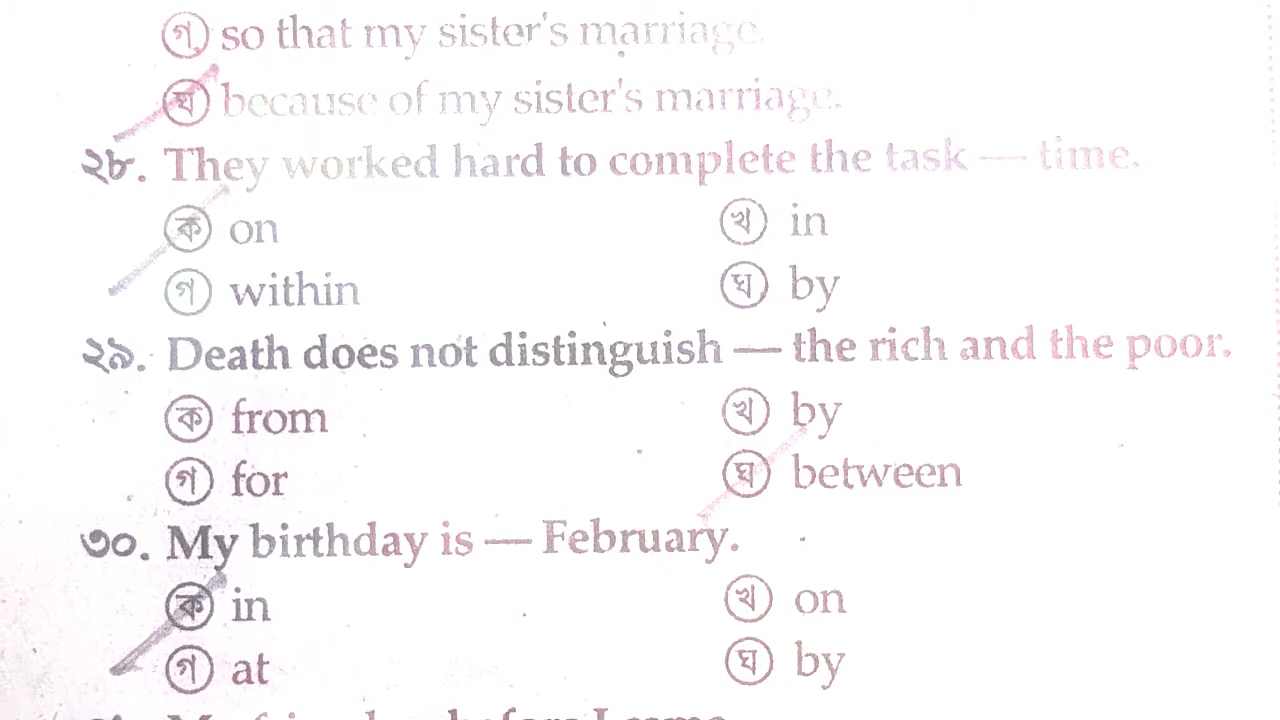 গ so that my sister's marriage.
ঘ because of my sister's marriage.
২৮. They worked hard to complete the task — time.
ক on খ in
গ within ঘ by
২৯. Death does not distinguish — the rich and the poor.
ক from খ by
গ for ঘ between
৩০. My birthday is — February.
ক in খ on
গ at ঘ by
before I came